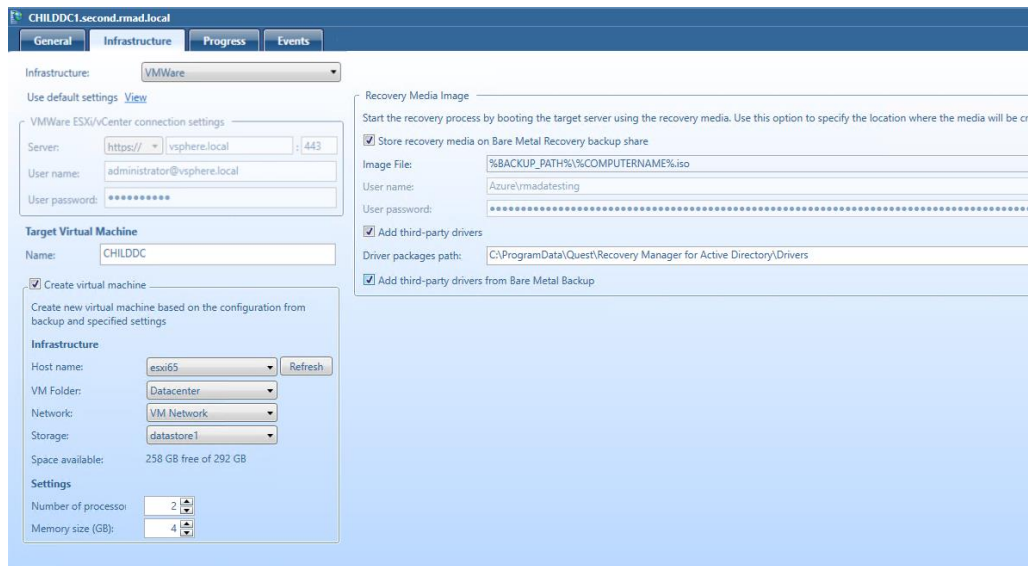 CHILDDC1.second.rmad.local
General Infrastructure Progress Events
Infrastructure: VMWare
Use default settings View
VMWare ESXi/vCenter connection settings
Server: https:// vsphere.local : 443
User name: administrator@vsphere.local
User password: ●●●●●●●●●●
Target Virtual Machine
Name: CHILDDC
Create virtual machine
Create new virtual machine based on the configuration from
backup and specified settings
Infrastructure
Host name: esxi65 Refresh
VM Folder: Datacenter
Network: VM Network
Storage: datastore1
Space available: 258 GB free of 292 GB
Settings
Number of processor 2
Memory size (GB): 4
Recovery Media Image
Start the recovery process by booting the target server using the recovery media. Use this option to specify the location where the media will be cr
Store recovery media on Bare Metal Recovery backup share
Image File: %BACKUP_PATH%\%COMPUTERNAME%.iso
User name: Azure\rmadatesting
User password:
Add third-party drivers
Driver packages path: C:\ProgramData\Quest\Recovery Manager for Active Directory\Drivers
Add third-party drivers from Bare Metal Backup